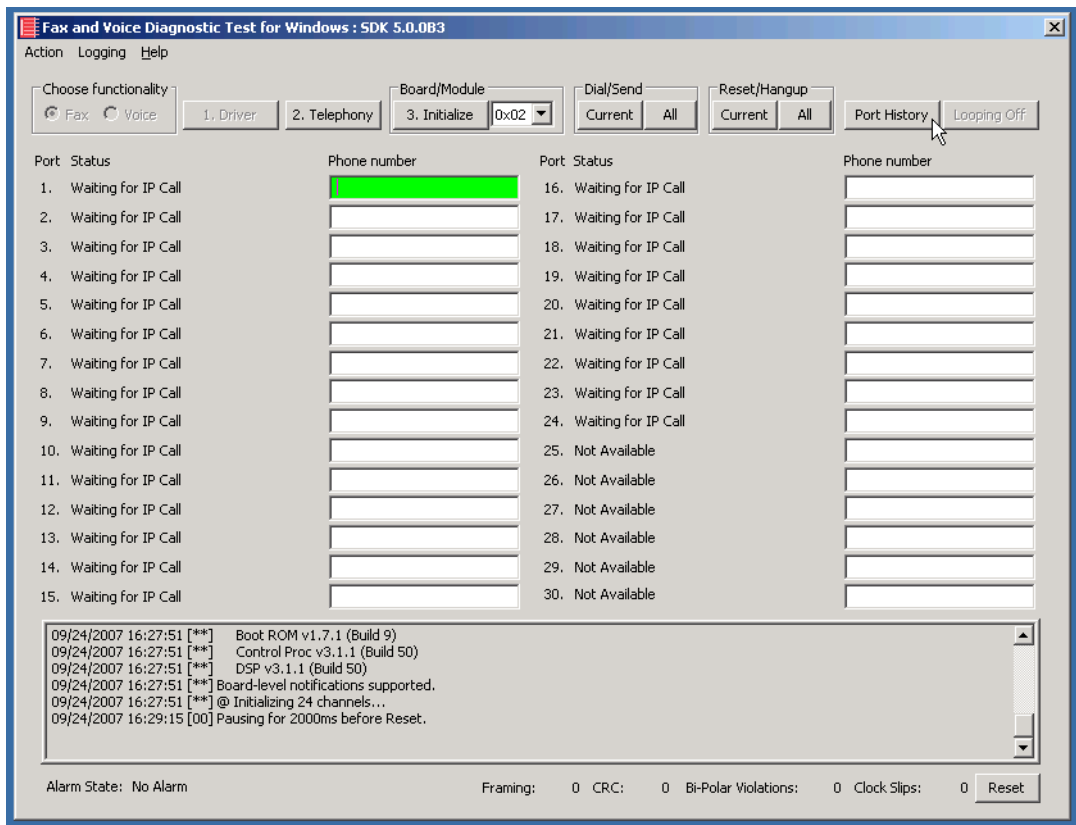 Fax and Voice Diagnostic Test for Windows : SDK 5.0.0B3
Action Logging Help
Choose functionality Board/Module Dial/Send Reset/Hangup
Fax Voice 1. Driver 2. Telephony 3. Initialize 0x02 Current All Current All Port History Looping Off
Port Status Phone number Port Status Phone number
1. Waiting for IP Call 16. Waiting for IP Call
2. Waiting for IP Call 17. Waiting for IP Call
3. Waiting for IP Call 18. Waiting for IP Call
4. Waiting for IP Call 19. Waiting for IP Call
5. Waiting for IP Call 20. Waiting for IP Call
6. Waiting for IP Call 21. Waiting for IP Call
7. Waiting for IP Call 22. Waiting for IP Call
8. Waiting for IP Call 23. Waiting for IP Call
9. Waiting for IP Call 24. Waiting for IP Call
10. Waiting for IP Call 25. Not Available
11. Waiting for IP Call 26. Not Available
12. Waiting for IP Call 27. Not Available
13. Waiting for IP Call 28. Not Available
14. Waiting for IP Call 29. Not Available
15. Waiting for IP Call 30. Not Available
09/24/2007 16:27:51 [**] Boot ROM v1.7.1 (Build 9)
09/24/2007 16:27:51 [**] Control Proc v3.1.1 (Build 50)
09/24/2007 16:27:51 [**] DSP v3.1.1 (Build 50)
09/24/2007 16:27:51 [**] Board-level notifications supported.
09/24/2007 16:27:51 [**] @ Initializing 24 channels...
09/24/2007 16:29:15 [00] Pausing for 2000ms before Reset.
Alarm State: No Alarm Framing: 0 CRC: 0 Bi-Polar Violations: 0 Clock Slips: 0 Reset